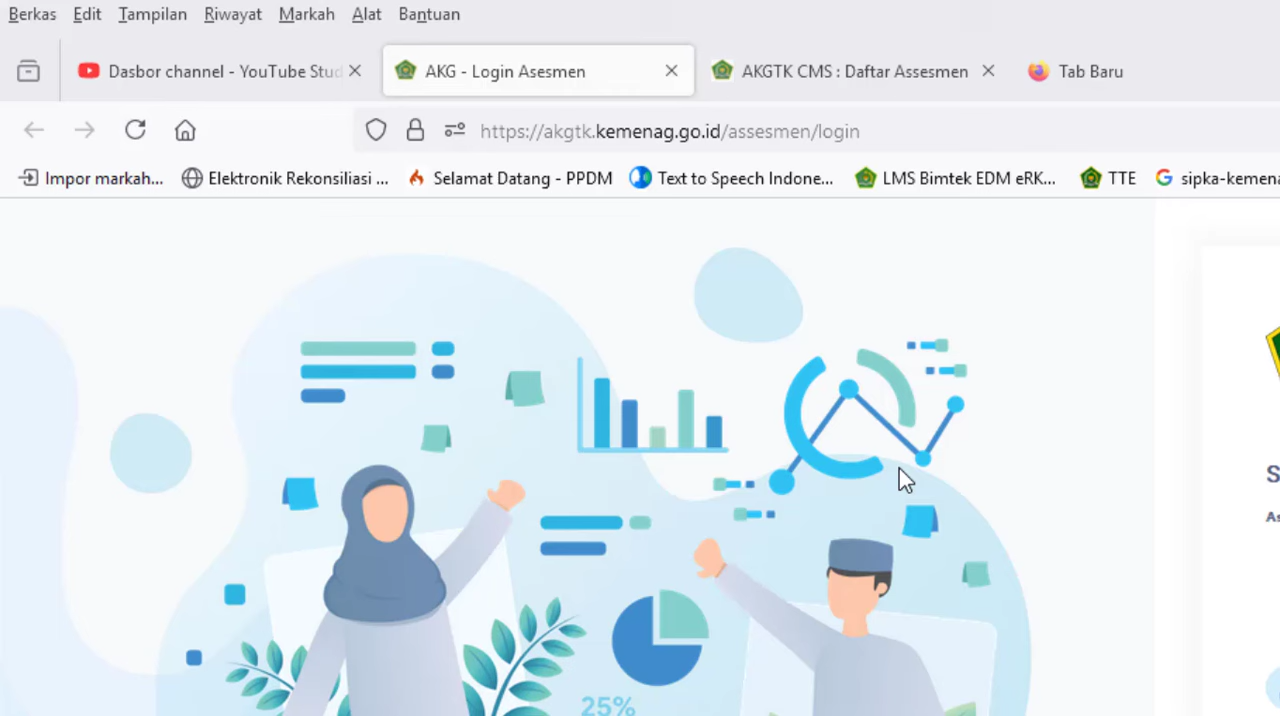 Berkas Edit Tampilan Riwayat Markah Alat Bantuan
Dasbor channel - YouTube Stud AKG - Login Asesmen AKGTK CMS : Daftar Assesmen Tab Baru
https://akgtk.kemenag.go.id/assesmen/login
Impor markah... Elektronik Rekonsiliasi ... Selamat Datang - PPDM Text to Speech Indone... LMS Bimtek EDM eRK... TTE sipka-kemena
S
As
25%